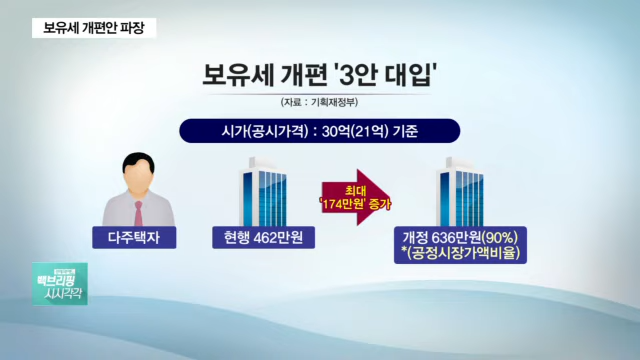 보유세 개편안 파장
보유세 개편 '3안 대입'
(자료 : 기획재정부)
시가(공시가격) : 30억(21억) 기준
최대
'174만원' 증가
다주택자
현행 462만원
개정 636만원(90%)
*(공정시장가액비율)
백브리핑
시시각각